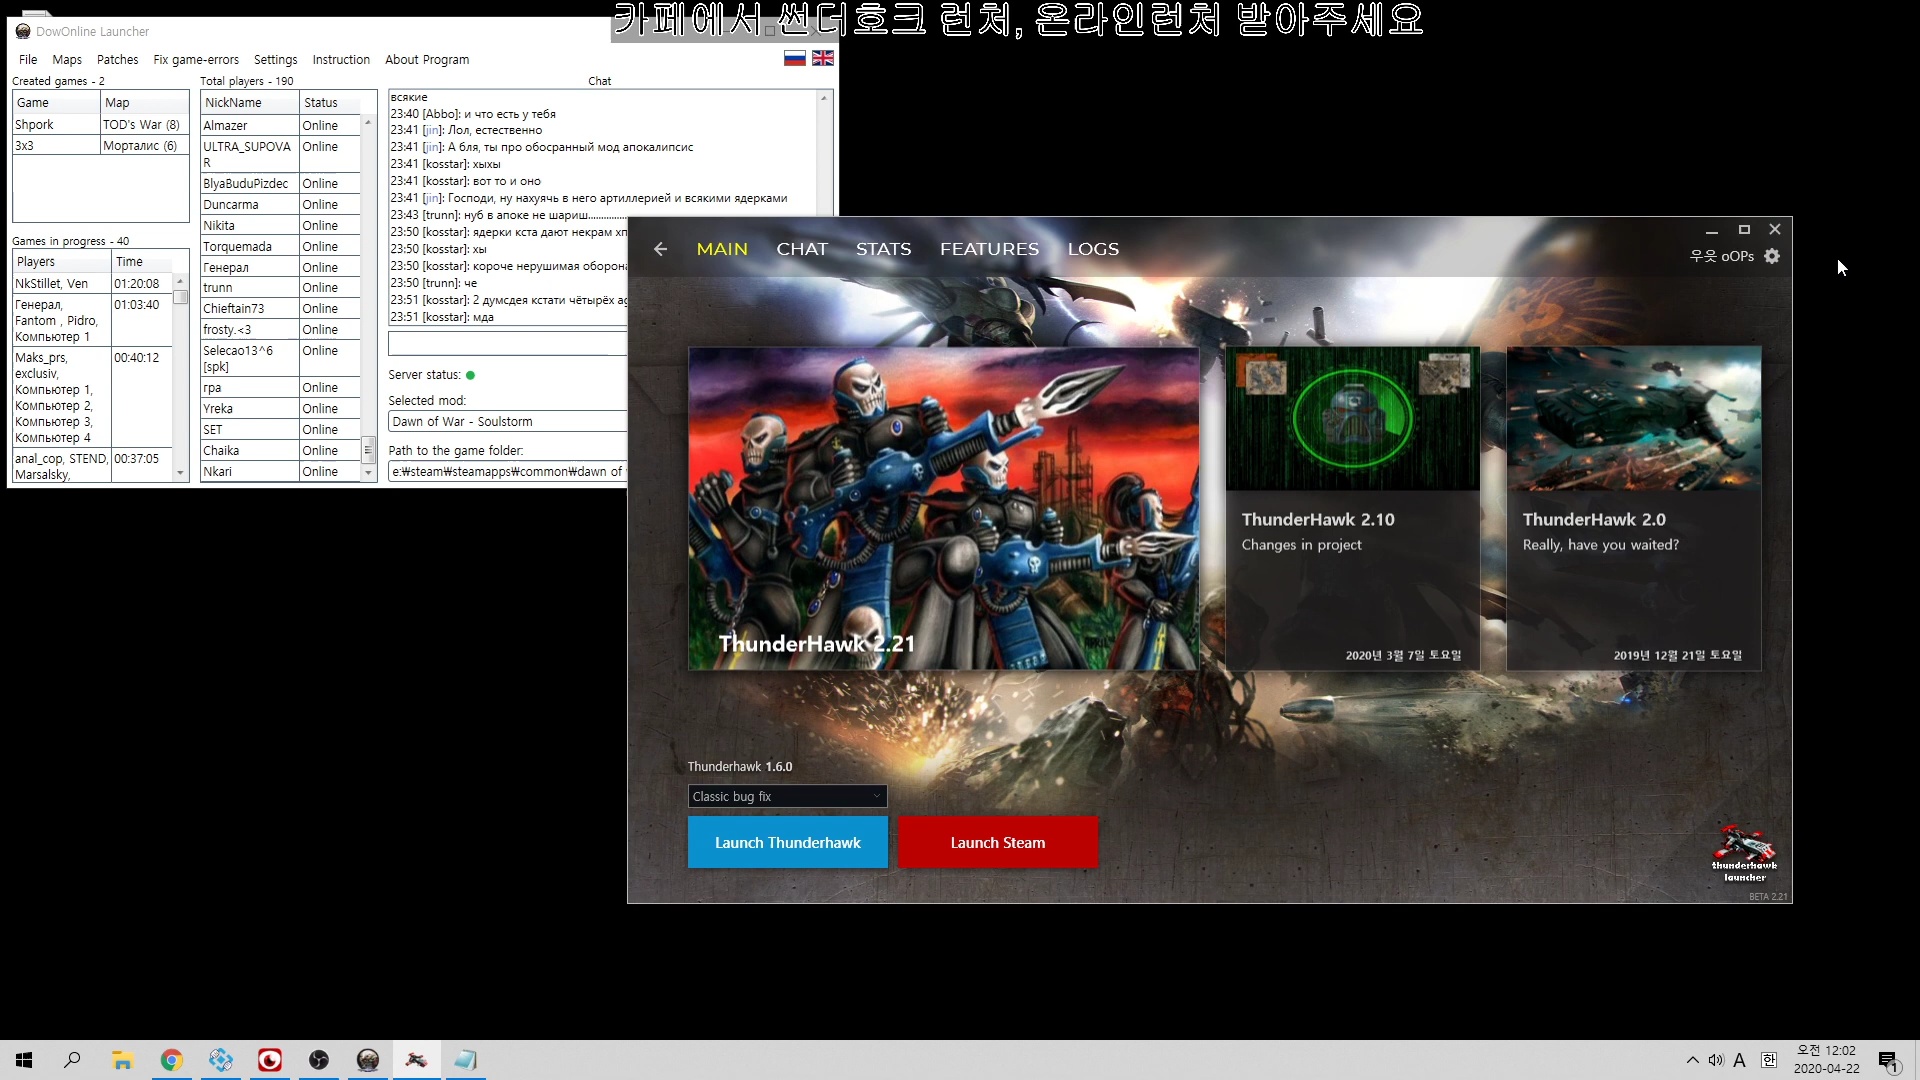 카페에서 썬더호크 런처, 온라인런처 받아주세요
DowOnline Launcher
File Maps Patches Fix game-errors Settings Instruction About Program
Created games - 2
Game Map
Shpork TOD's War (8)
3x3 Морталис (6)
Games in progress - 40
Players Time
NkStillet, Ven 01:20:08
Генерал, 01:03:40
Fantom , Pidro,
Компьютер 1
Maks_prs, 00:40:12
exclusiv,
Компьютер 1,
Компьютер 2,
Компьютер 3,
Компьютер 4
anal_cop, STEND, 00:37:05
Marsalsky,
Total players - 190
NickName Status
Almazer Online
ULTRA_SUPOVA Online
R
BlyaBuduPizdec Online
Duncarma Online
Nikita Online
Torquemada Online
Генерал Online
trunn Online
Chieftain73 Online
frosty.<3 Online
Selecao13^6 Online
[spk]
rpa Online
Yreka Online
SET Online
Chaika Online
Nkari Online
Chat
всякие
23:40 [Abbo]: и что есть у тебя
23:41 [jin]: Лол, естественно
23:41 [jin]: А бля, ты про обосранный мод апокалипсис
23:41 [kosstar]: хыхы
23:41 [kosstar]: вот то и оно
23:41 [jin]: Господи, ну нахуячь в него артиллерией и всякими ядерками
23:43 [trunn]: нуб в апоке не шариш..............
23:50 [kosstar]: ядерки кста дают некрам хп
23:50 [kosstar]: хы
23:50 [kosstar]: короче нерушимая оборона
23:50 [trunn]: че
23:51 [kosstar]: 2 думсдея кстати чётырёх
23:51 [kosstar]: мда
Server status:
Selected mod:
Dawn of War - Soulstorm
Path to the game folder:
e:₩steam₩steamapps₩common₩dawn of
MAIN CHAT STATS FEATURES LOGS
우웃 oOPs
ThunderHawk 2.21
ThunderHawk 2.10
Changes in project
2020년 3월 7일 토요일
ThunderHawk 2.0
Really, have you waited?
2019년 12월 21일 토요일
Thunderhawk 1.6.0
Classic bug fix
Launch Thunderhawk Launch Steam
thunderhawk
launcher
BETA 2.21
A 한
오전 12:02
2020-04-22
1